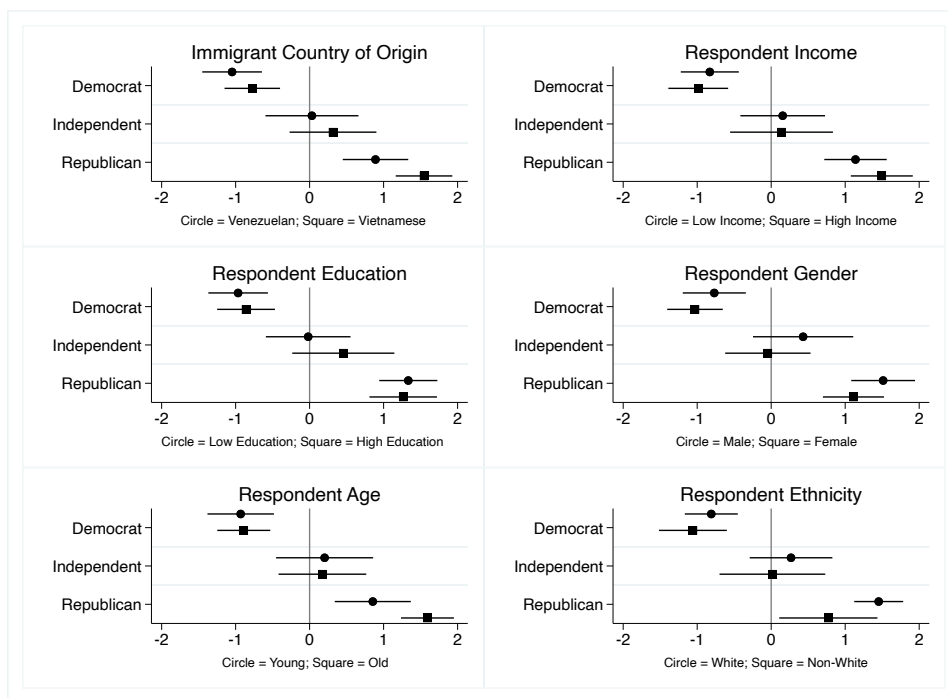 Immigrant Country of Origin
Democrat
Independent
Republican
-2 -1 0 1 2
Circle = Venezuelan; Square = Vietnamese
Respondent Income
Democrat
Independent
Republican
-2 -1 0 1 2
Circle = Low Income; Square = High Income
Respondent Education
Democrat
Independent
Republican
-2 -1 0 1 2
Circle = Low Education; Square = High Education
Respondent Gender
Democrat
Independent
Republican
-2 -1 0 1 2
Circle = Male; Square = Female
Respondent Age
Democrat
Independent
Republican
-2 -1 0 1 2
Circle = Young; Square = Old
Respondent Ethnicity
Democrat
Independent
Republican
-2 -1 0 1 2
Circle = White; Square = Non-White